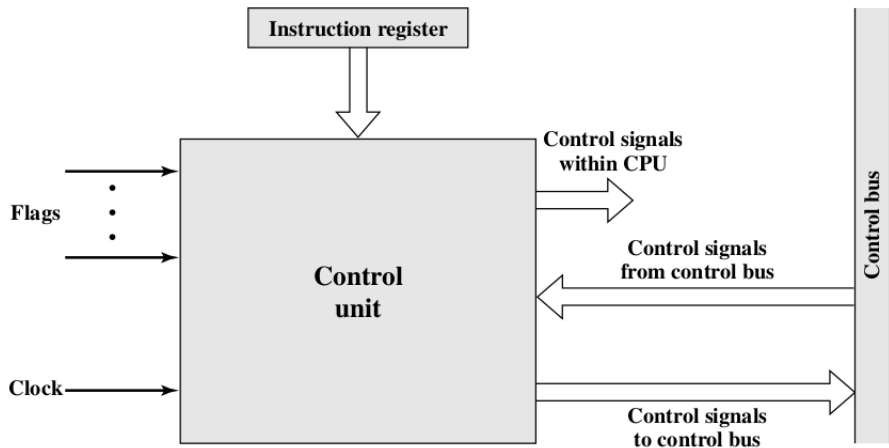 Instruction register
Control signals
within CPU
Flags
Control
unit
Control signals
from control bus
Control bus
Clock
Control signals
to control bus